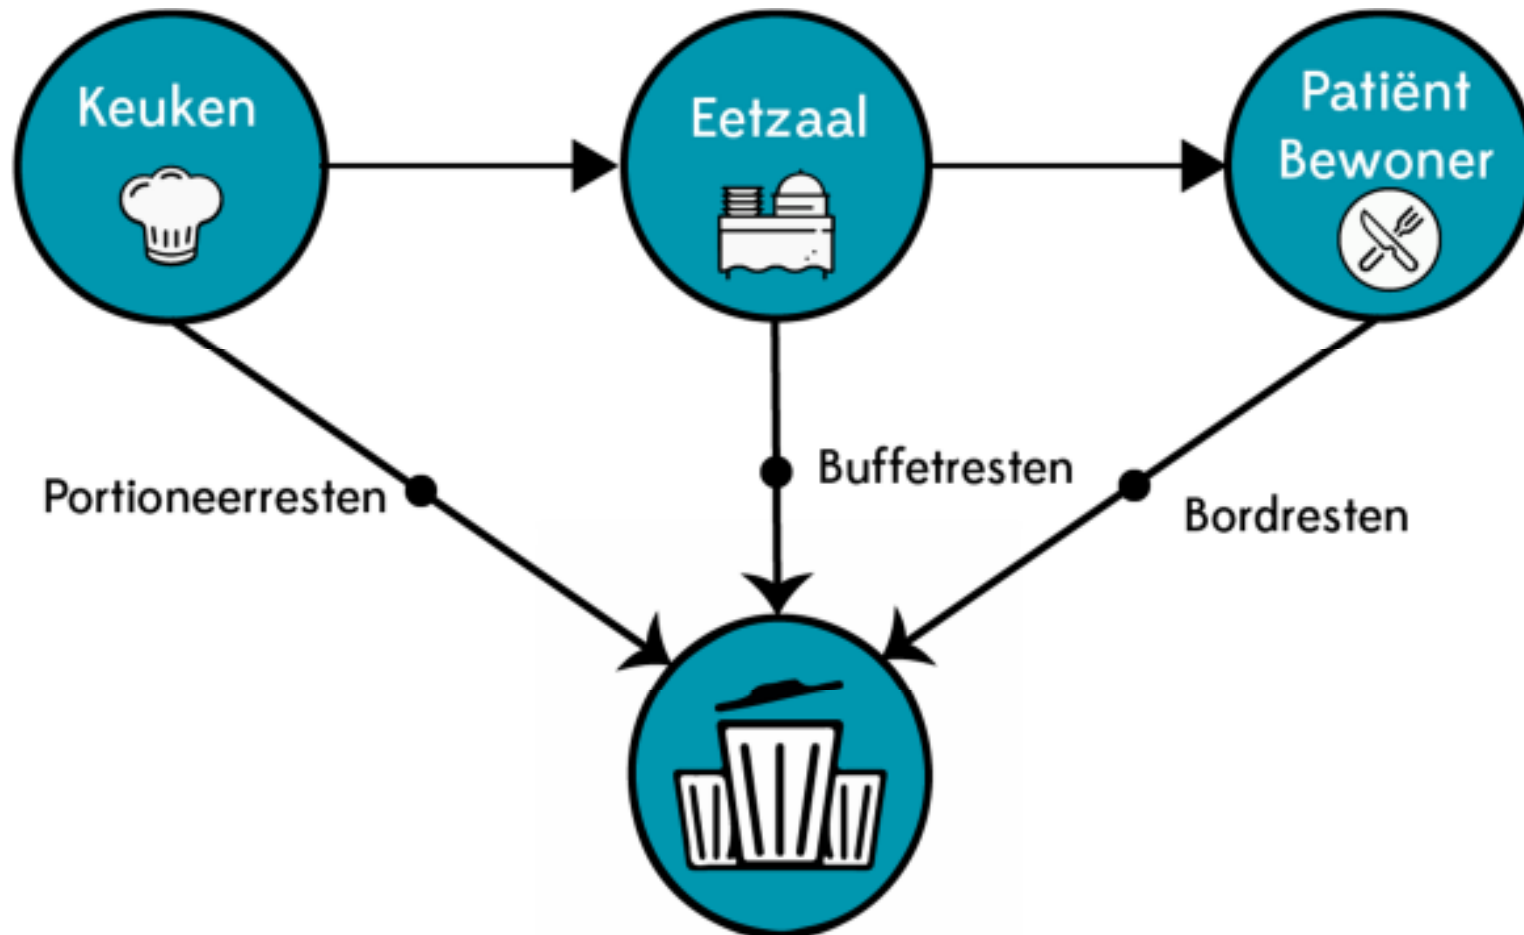 Keuken
Eetzaal
Patiënt
Bewoner
Portioneerresten
Buffetresten
Bordresten